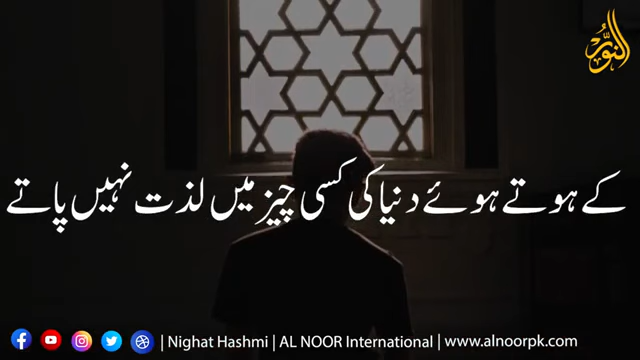 النور
کے ہوتے ہوئے دنیا کی کسی چیز میں لذت نہیں پاتے
| Nighat Hashmi | AL NOOR International | www.alnoorpk.com